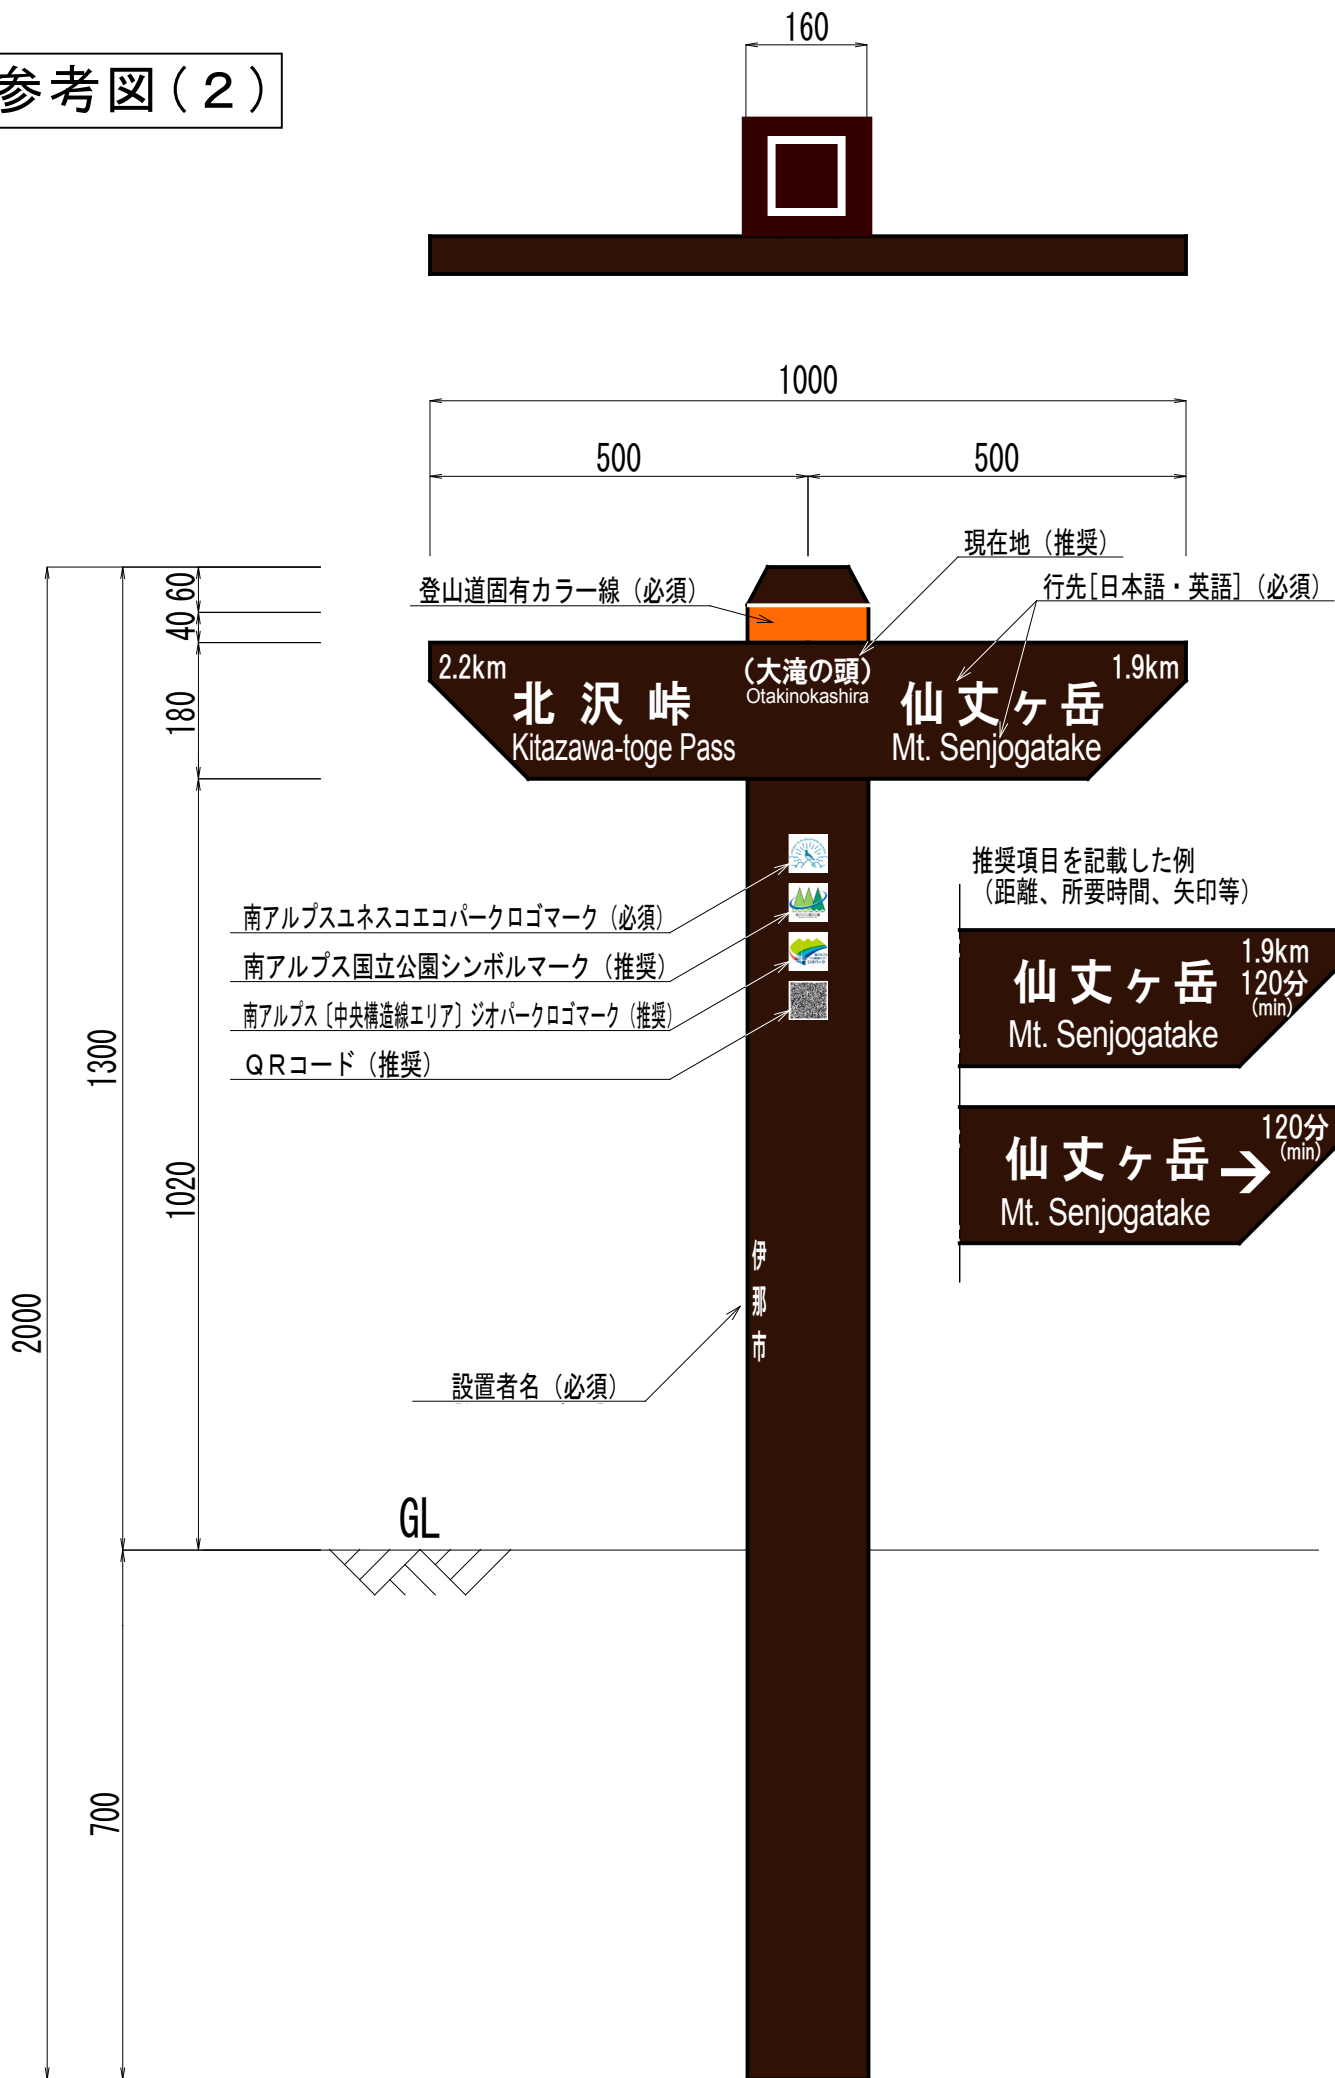 参考図(２)
160
1000
500
500
現在地（推奨）
登山道固有カラー線（必須）
行先[日本語・英語]（必須）
60
40
180
2.2km
(大滝の頭)
Otakinokashira
1.9km
北沢峠
Kitazawa-toge Pass
仙丈ヶ岳
Mt. Senjogatake
推奨項目を記載した例
（距離、所要時間、矢印等）
南アルプスユネスコエコパークロゴマーク（必須）
南アルプス国立公園シンボルマーク（推奨）
南アルプス［中央構造線エリア］ジオパークロゴマーク（推奨）
ＱＲコード（推奨）
仙丈ヶ岳
Mt. Senjogatake
1.9km
120分
(min)
仙丈ヶ岳→
Mt. Senjogatake
120分
(min)
1300
1020
2000
伊那市
設置者名（必須）
GL
700